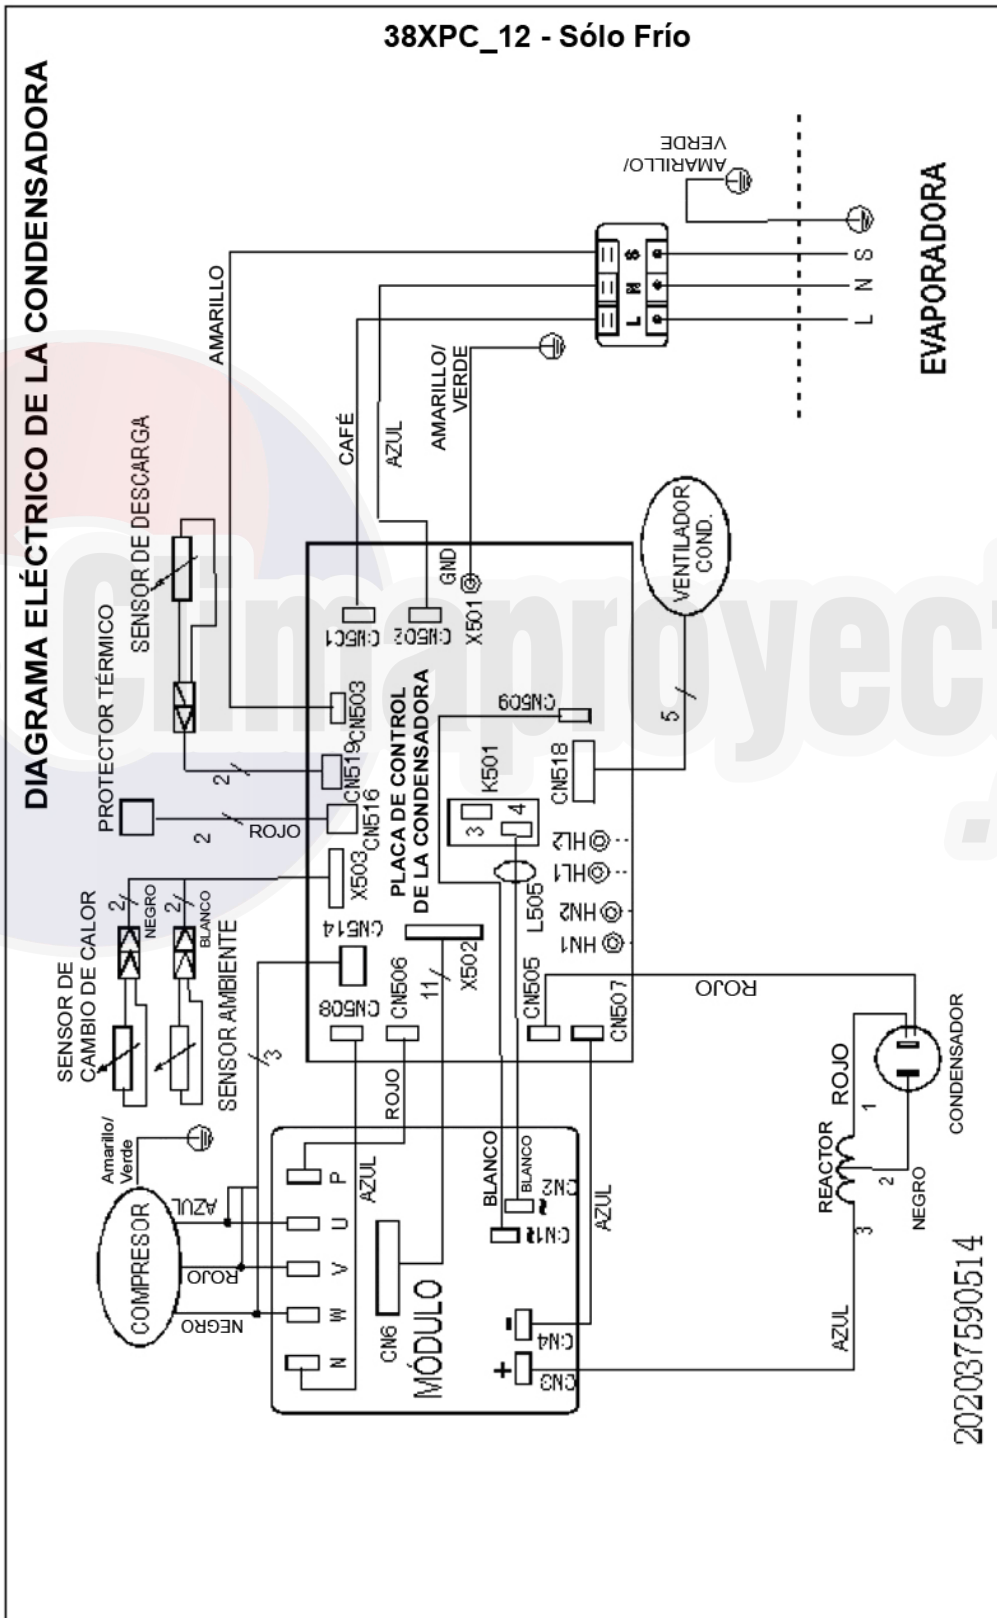 38XPC_12 - Sólo Frío
DIAGRAMA ELÉCTRICO DE LA CONDENSADORA
AMARILLO/
VERDE
EVAPORADORA
S
N
L
S
N
L
AMARILLO
CAFÉ
AZUL
AMARILLO/
VERDE
SENSOR DE DESCARGA
PROTECTOR TÉRMICO
2
2
ROJO
SENSOR DE
CAMBIO DE CALOR
2
NEGRO
2
BLANCO
SENSOR AMBIENTE
3
CN501
CN502
GND
X501
CN503
CN519
CN516
X503
CN514
CN508
CN506
11
X502
PLACA DE CONTROL
DE LA CONDENSADORA
CN509
K501
3
4
CN518
L505
HL2
HL1
HN2
HN1
CN505
CN507
5
VENTILADOR
COND.
ROJO
Amarillo/
Verde
COMPRESOR
AZUL
ROJO
NEGRO
ROJO
AZUL
P
U
V
W
N
CN6
MÓDULO
BLANCO
BLANCO
CN2
~
CN1
~
-
CN4
+
CN3
AZUL
AZUL
REACTOR
ROJO
1
2
3
NEGRO
CONDENSADOR
202037590514
Climaproyect